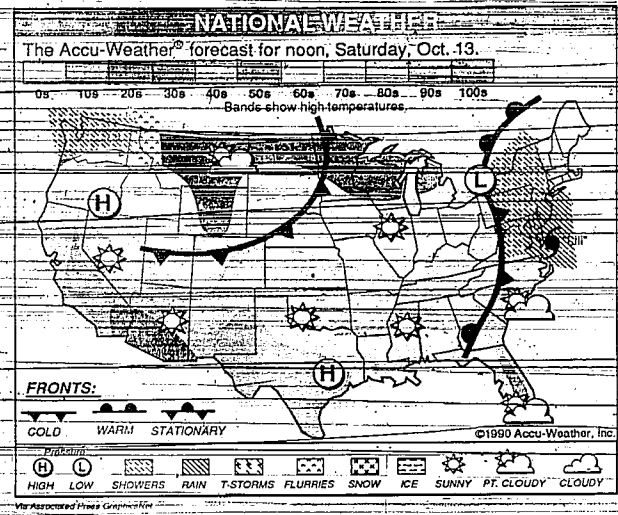 NATIONAL WEATHER
The Accu-Weather® forecast for noon, Saturday, Oct. 13.
0s 10s 20s 30s 40s 50s 60s 70s 80s 90s 100s
Bands show high temperatures
L
H
H
FRONTS:
COLD WARM STATIONARY
©1990 Accu-Weather, Inc.
Pressure
H L
HIGH LOW SHOWERS RAIN T-STORMS FLURRIES SNOW ICE SUNNY PT. CLOUDY CLOUDY
Via Associated Press GraphicsNet